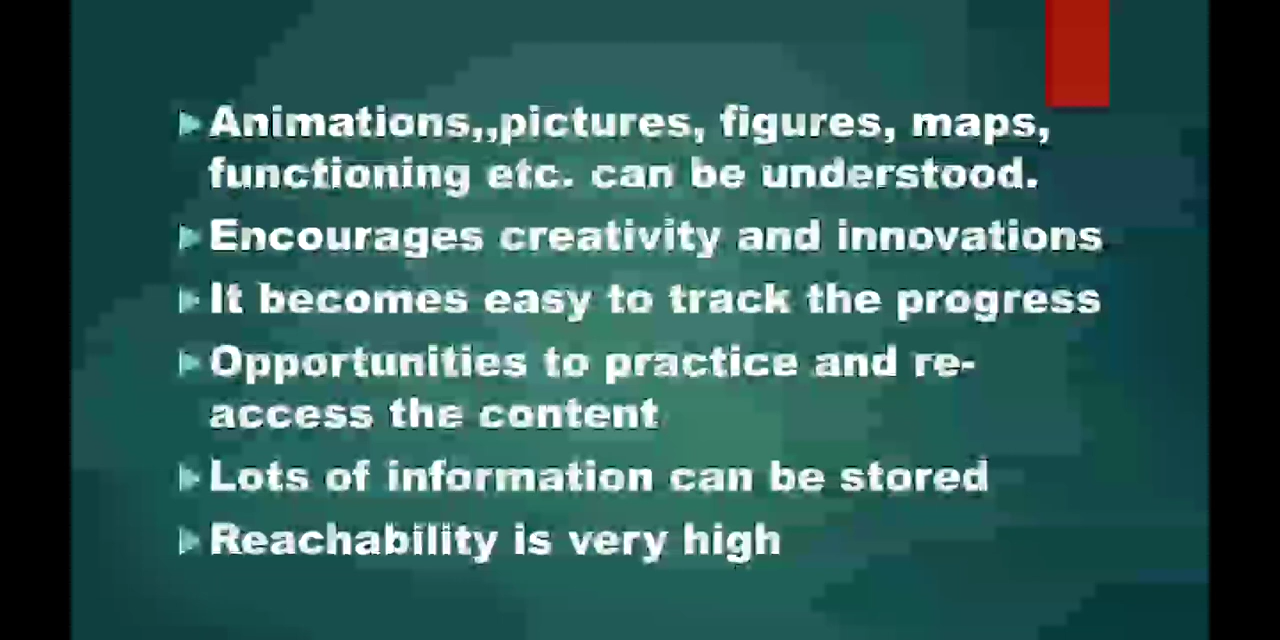 Animations,,pictures, figures, maps,
functioning etc. can be understood.
Encourages creativity and innovations
It becomes easy to track the progress
Opportunities to practice and re-
access the content
Lots of information can be stored
Reachability is very high